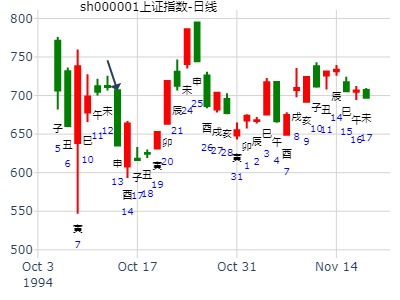 sh000001上证指数-日线
750
700
650
600
550
500
子
5
丑
6
寅
7
巳
10
午
11
未
12
申
13
酉
14
子
17
丑
18
寅
19
卯
20
辰
21
未
24
申
25
酉
26
戌
27
亥
28
寅
31
卯
1
辰
2
巳
3
午
4
酉
7
戌
8
亥
9
子
10
丑
11
辰
14
巳
15
午
16
未
17
Oct 3
1994
Oct 17
Oct 31
Nov 14